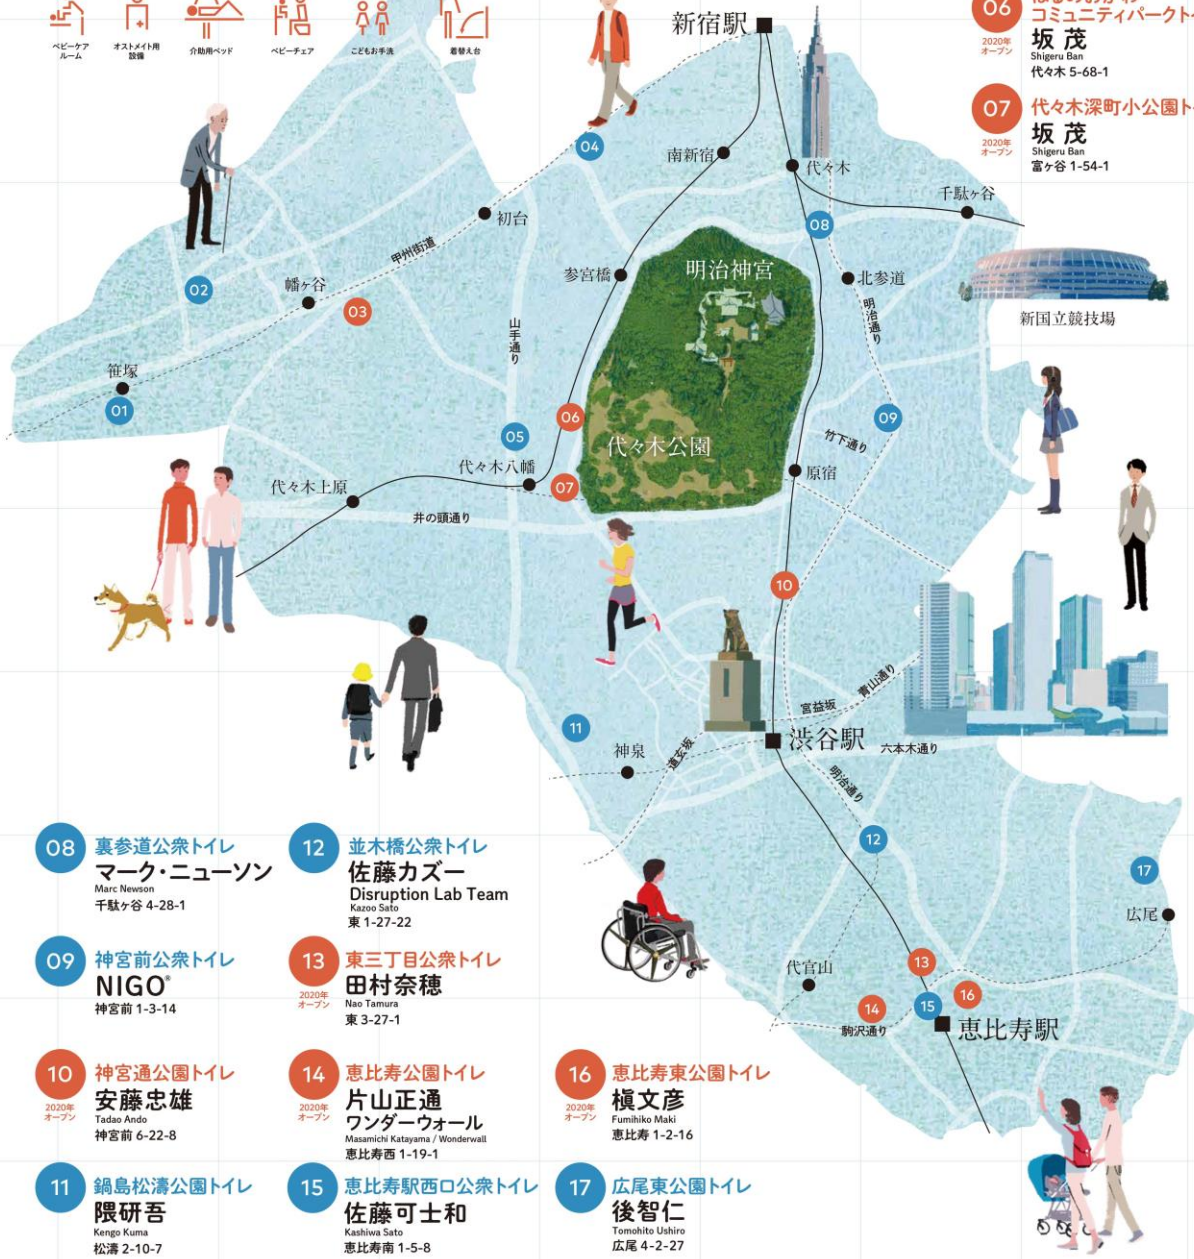 ベビーケア
ルーム
オストメイト用
設備
介助用ベッド
ベビーチェア
こどもお手洗
着替え台
06
2020年
オープン
コミュニティパークト
坂 茂
Shigeru Ban
代々木 5-68-1
07
2020年
オープン
代々木深町小公園ト
坂 茂
Shigeru Ban
富ヶ谷 1-54-1
新宿駅
04
南新宿
代々木
千駄ヶ谷
初台
08
甲州街道
参宮橋
明治神宮
北参道
02
幡ヶ谷
03
山手通り
明治通り
新国立競技場
笹塚
01
05
06
09
代々木公園
竹下通り
代々木八幡
原宿
代々木上原
07
井の頭通り
10
青山通り
宮益坂
11
神泉
道玄坂
渋谷駅
六本木通り
明治通り
12
17
広尾
代官山
13
14
15
16
駒沢通り
恵比寿駅
08
裏参道公衆トイレ
マーク・ニューソン
Marc Newson
千駄ヶ谷 4-28-1
09
神宮前公衆トイレ
NIGO®
神宮前 1-3-14
10
2020年
オープン
神宮通公園トイレ
安藤忠雄
Tadao Ando
神宮前 6-22-8
11
鍋島松濤公園トイレ
隈研吾
Kengo Kuma
松濤 2-10-7
12
並木橋公衆トイレ
佐藤カズー
Disruption Lab Team
Kazoo Sato
東 1-27-22
13
2020年
オープン
東三丁目公衆トイレ
田村奈穂
Nao Tamura
東 3-27-1
14
2020年
オープン
恵比寿公園トイレ
片山正通
ワンダーウォール
Masamichi Katayama / Wonderwall
恵比寿西 1-19-1
15
恵比寿駅西口公衆トイレ
佐藤可士和
Kashiwa Sato
恵比寿南 1-5-8
16
2020年
オープン
恵比寿東公園トイレ
槇文彦
Fumihiko Maki
恵比寿 1-2-16
17
広尾東公園トイレ
後智仁
Tomohito Ushiro
広尾 4-2-27